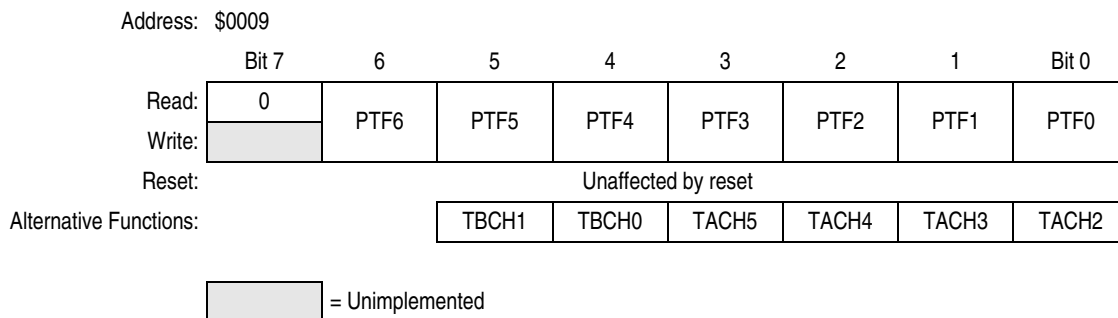 Address: $0009
Bit 7 6 5 4 3 2 1 Bit 0
Read: 0 PTF6 PTF5 PTF4 PTF3 PTF2 PTF1 PTF0
Write:
Reset: Unaffected by reset
Alternative Functions: TBCH1 TBCH0 TACH5 TACH4 TACH3 TACH2
= Unimplemented